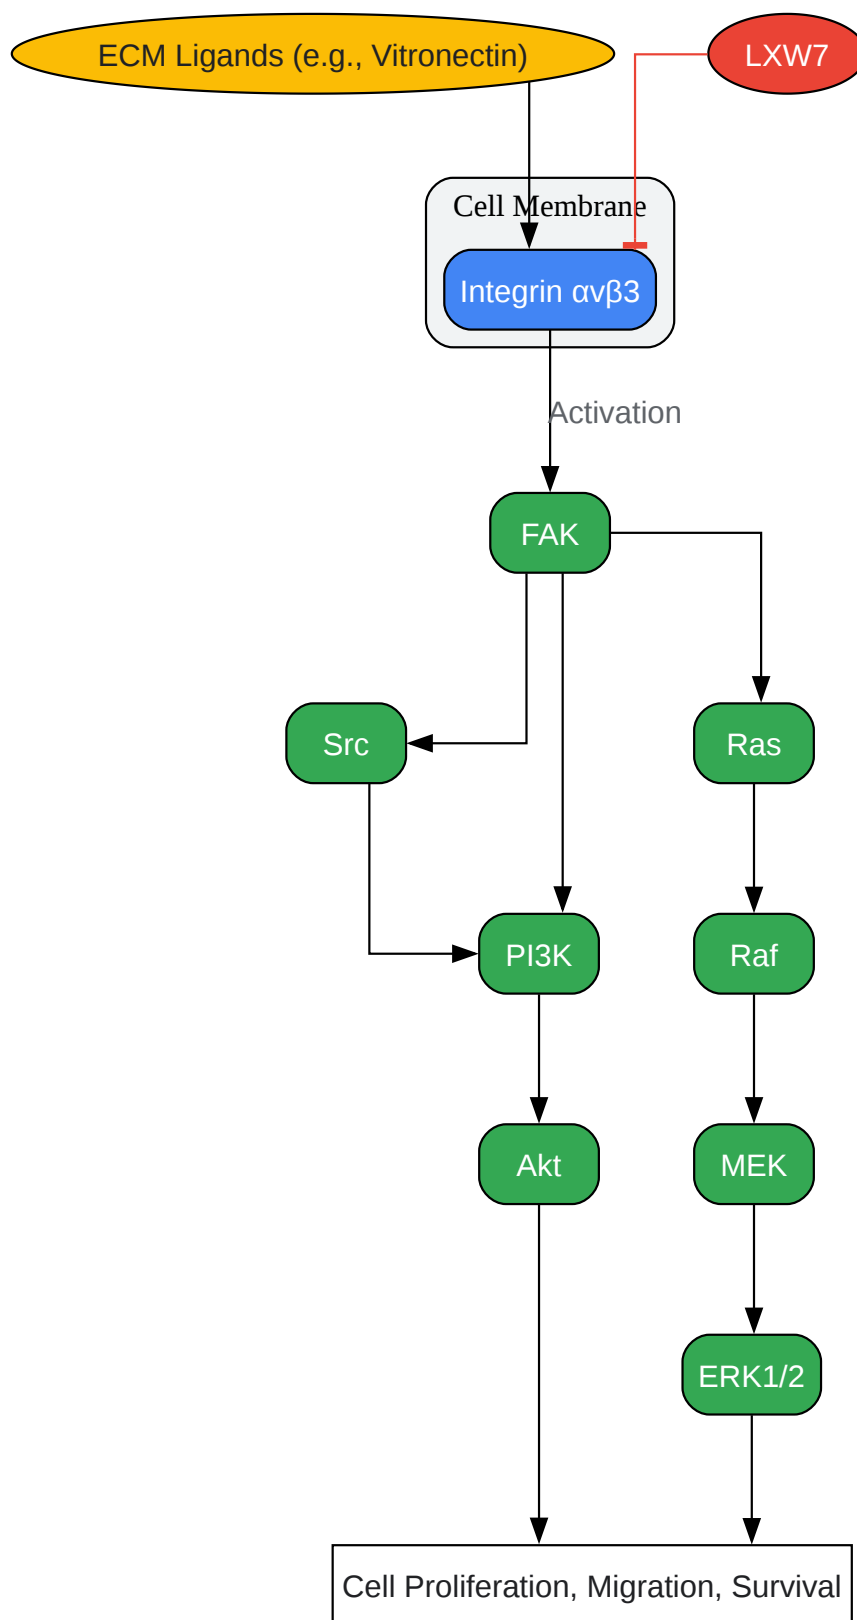 ECM Ligands (e.g., Vitronectin)
LXW7
Cell Membrane
Integrin αvβ3
Activation
FAK
Src
Ras
PI3K
Raf
Akt
MEK
ERK1/2
Cell Proliferation, Migration, Survival